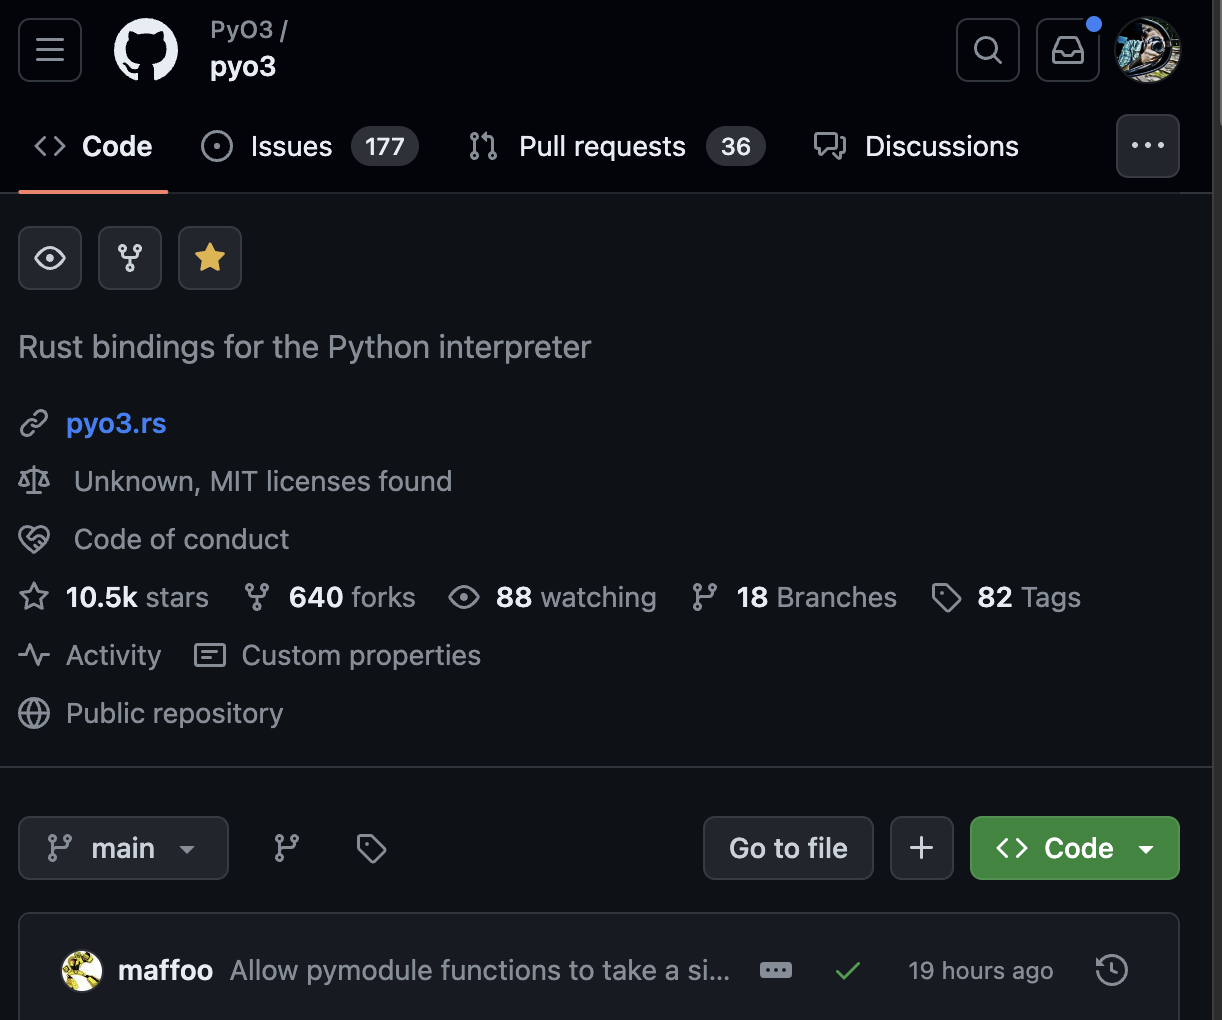 PyO3 /
pyo3
Code Issues 177 Pull requests 36 Discussions
Rust bindings for the Python interpreter
pyo3.rs
Unknown, MIT licenses found
Code of conduct
10.5k stars 640 forks 88 watching 18 Branches 82 Tags
Activity Custom properties
Public repository
main Go to file Code
maffoo Allow pymodule functions to take a si... 19 hours ago